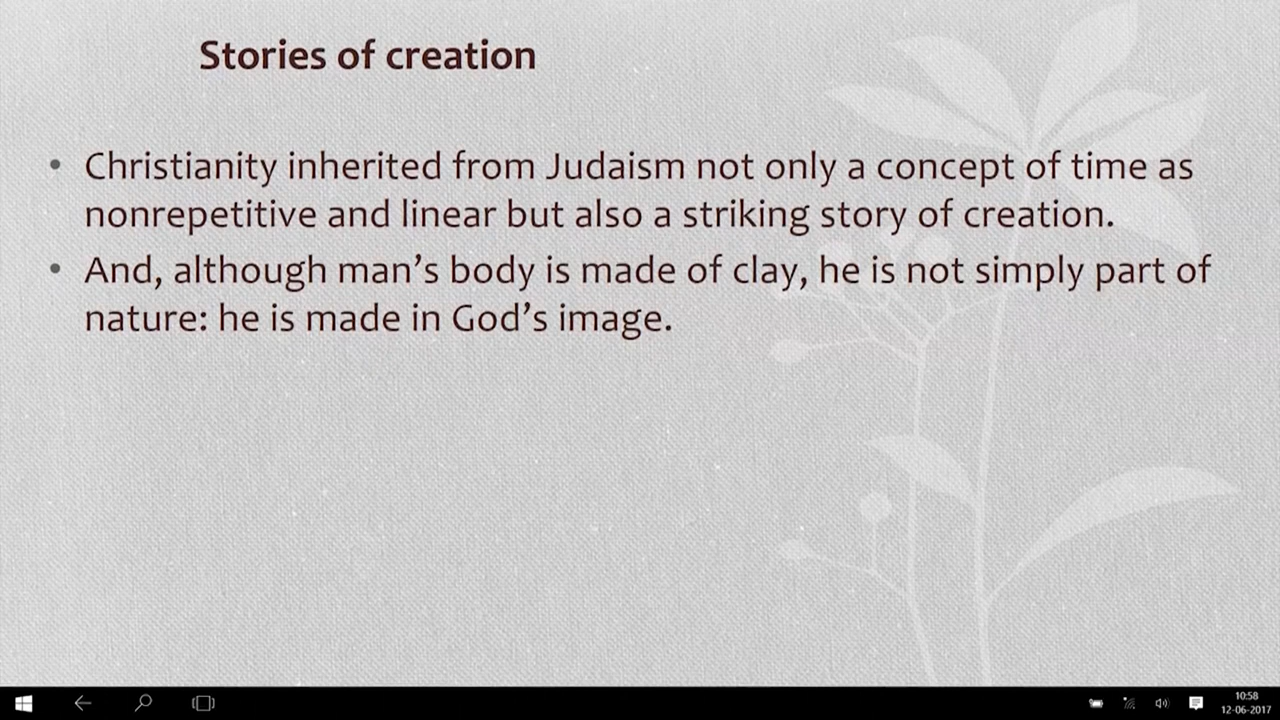 Stories of creation
• Christianity inherited from Judaism not only a concept of time as
nonrepetitive and linear but also a striking story of creation.
• And, although man’s body is made of clay, he is not simply part of
nature: he is made in God’s image.
10:58
12-06-2017